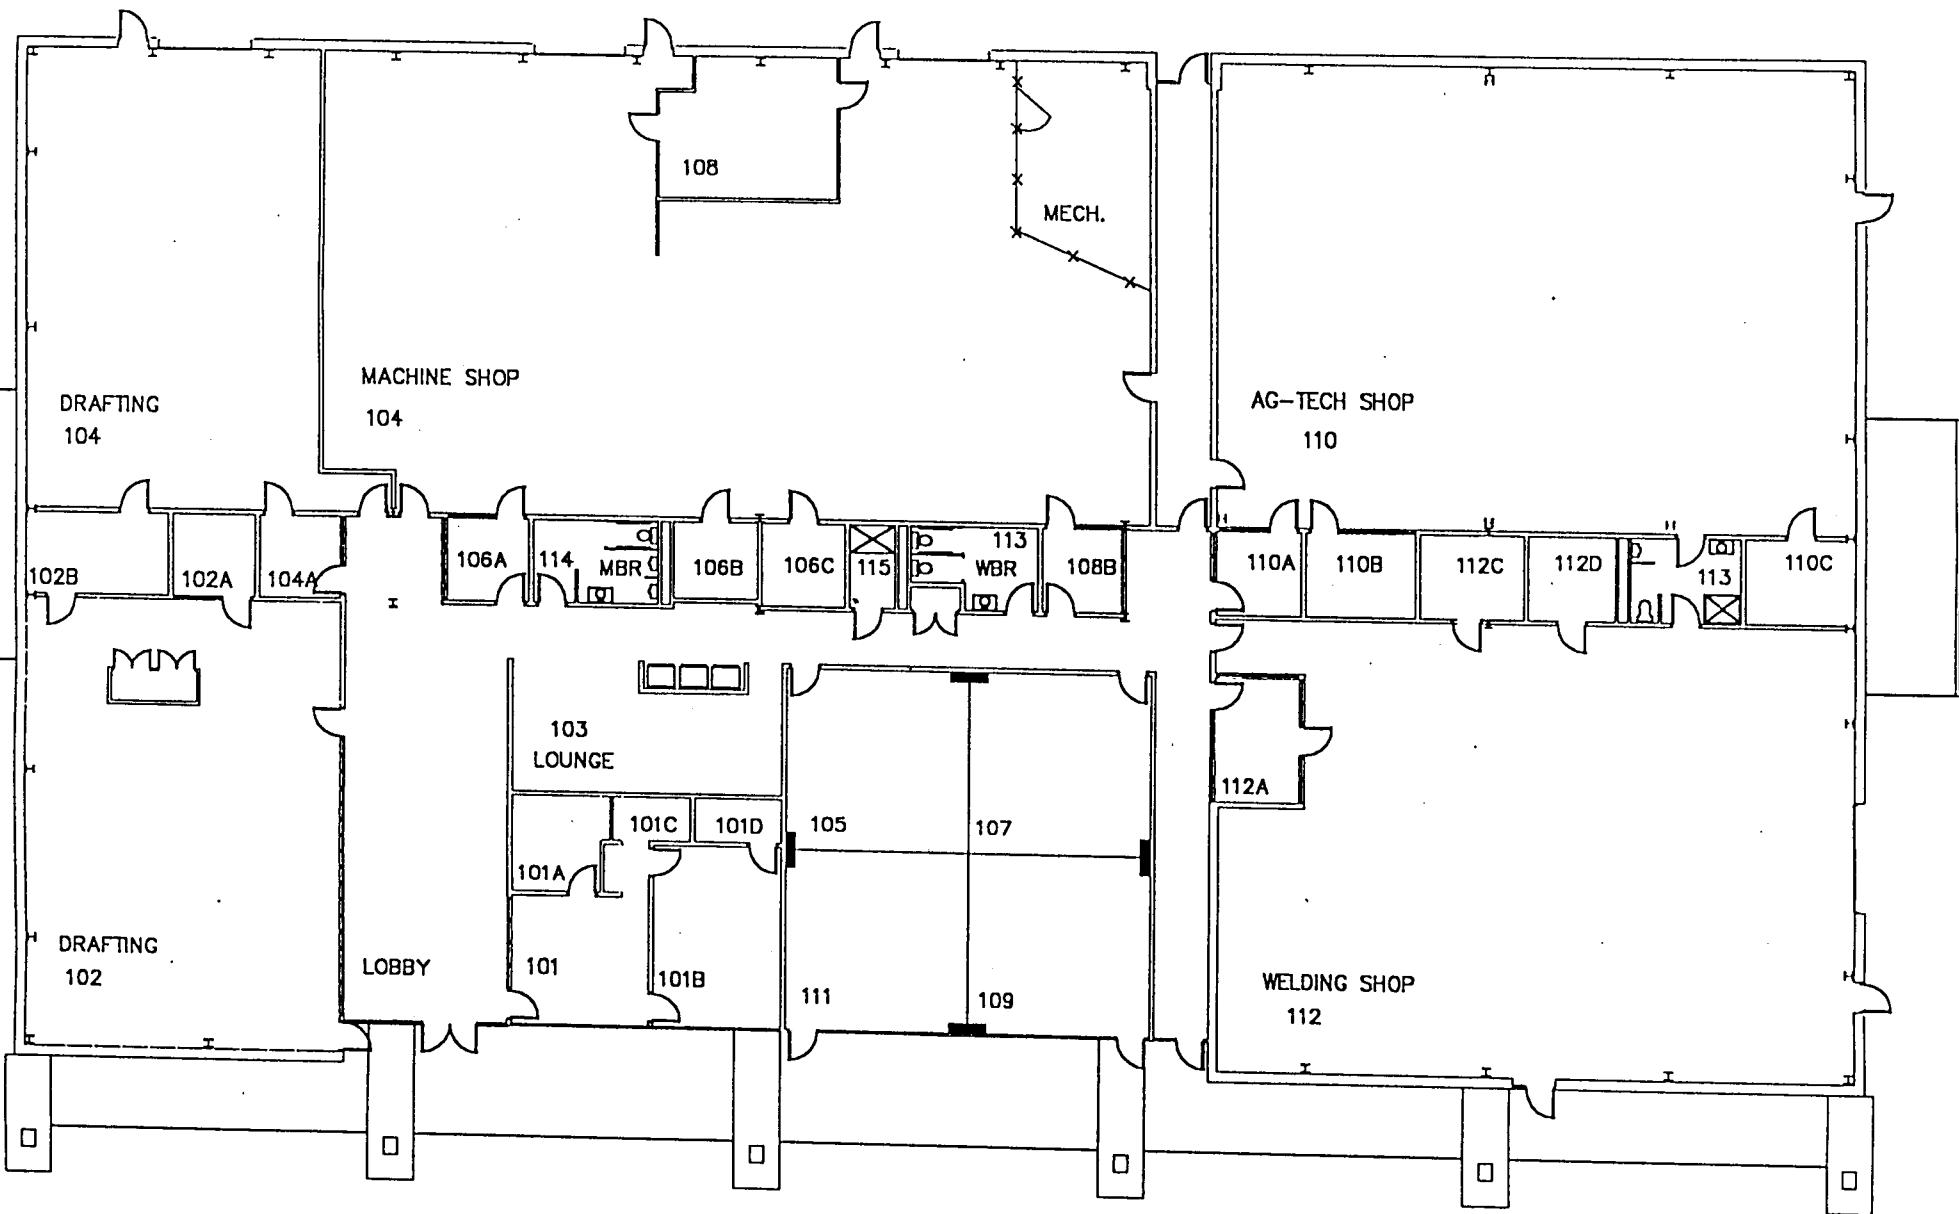 108
MECH.
MACHINE SHOP
104
DRAFTING
104
AG-TECH SHOP
110
102B
102A
104A
106A
114
MBR
106B
106C
115
113
WBR
108B
110A
110B
112C
112D
113
110C
103
LOUNGE
112A
101C
101D
105
107
101A
DRAFTING
102
LOBBY
101
101B
111
109
WELDING SHOP
112